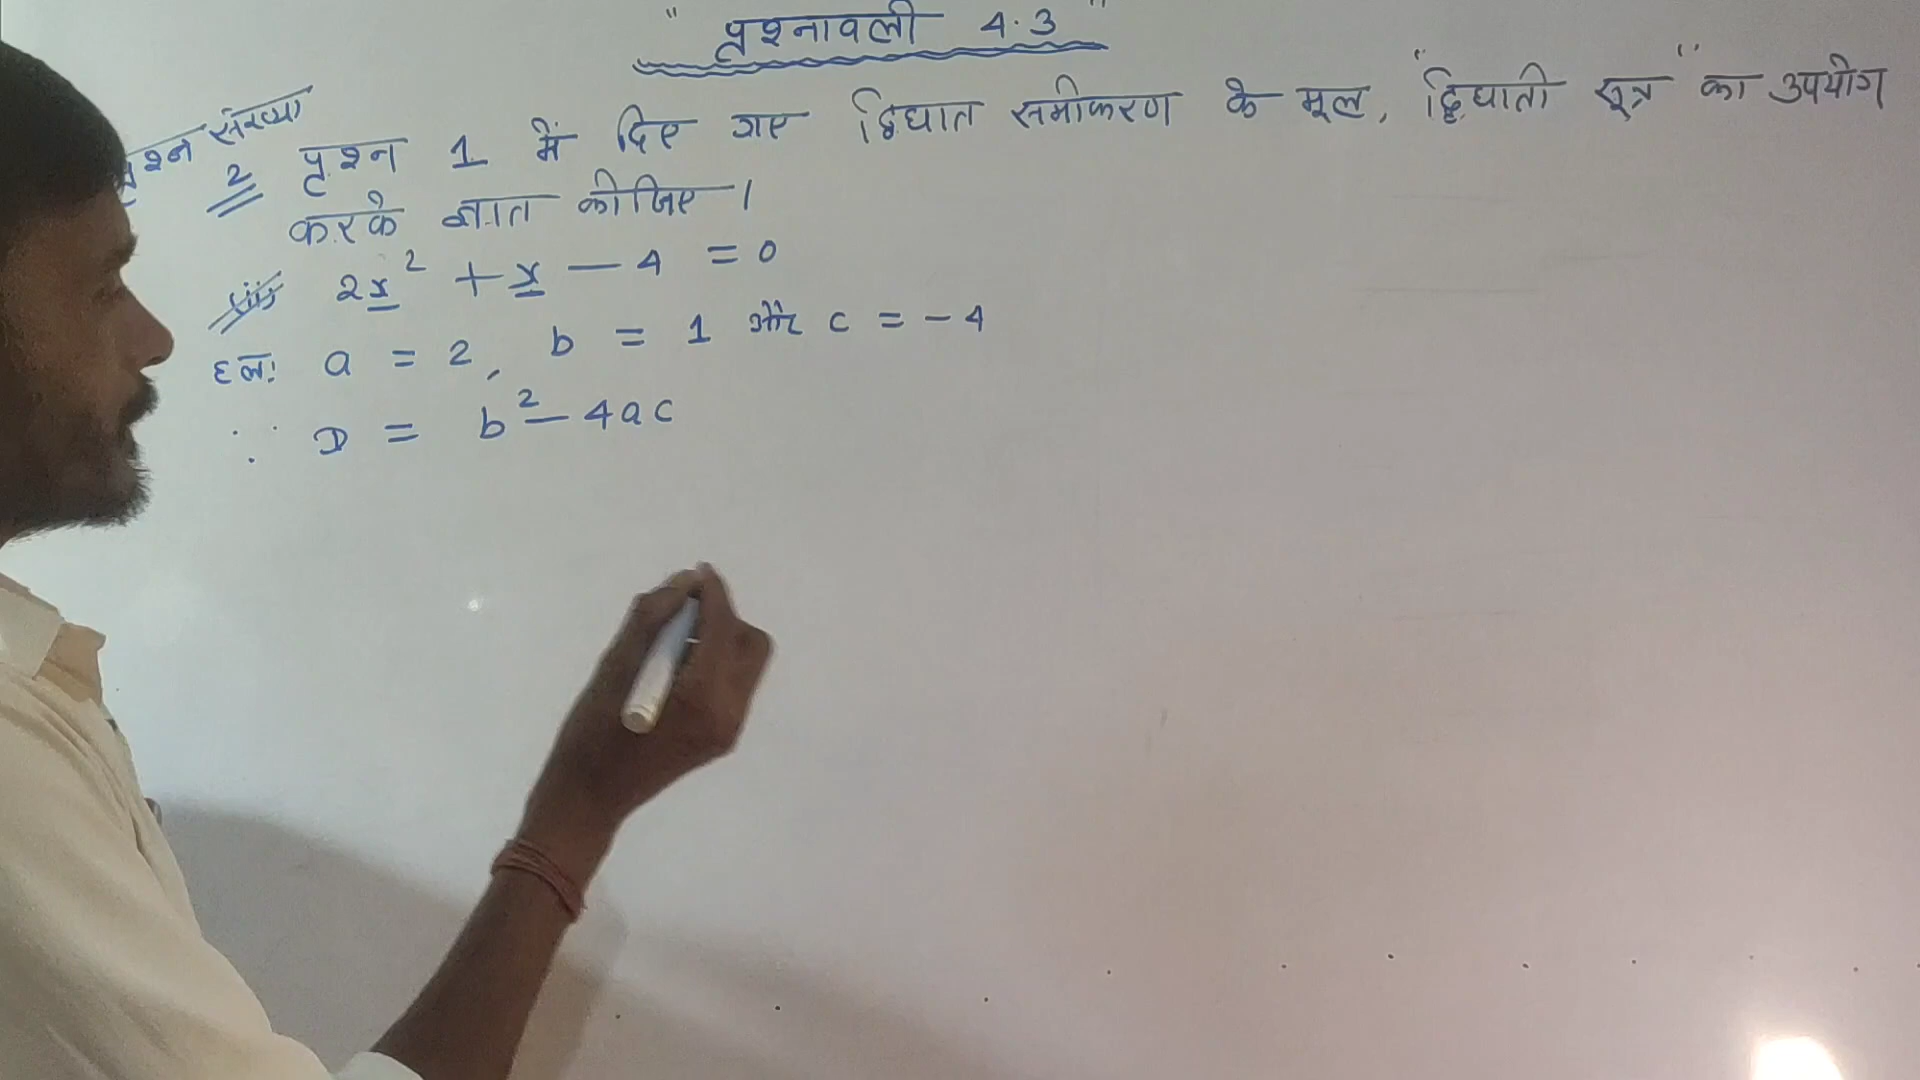 " प्रश्नावली 4.3 "
प्रश्न संख्या
2 प्रश्न 1 में दिए गए द्विघात समीकरण के मूल, "द्विघाती सूत्र" का उपयोग
करके ज्ञात कीजिए।
(ii) 2x² + x - 4 = 0
हल: a = 2, b = 1 और c = -4
∵ D = b² - 4ac